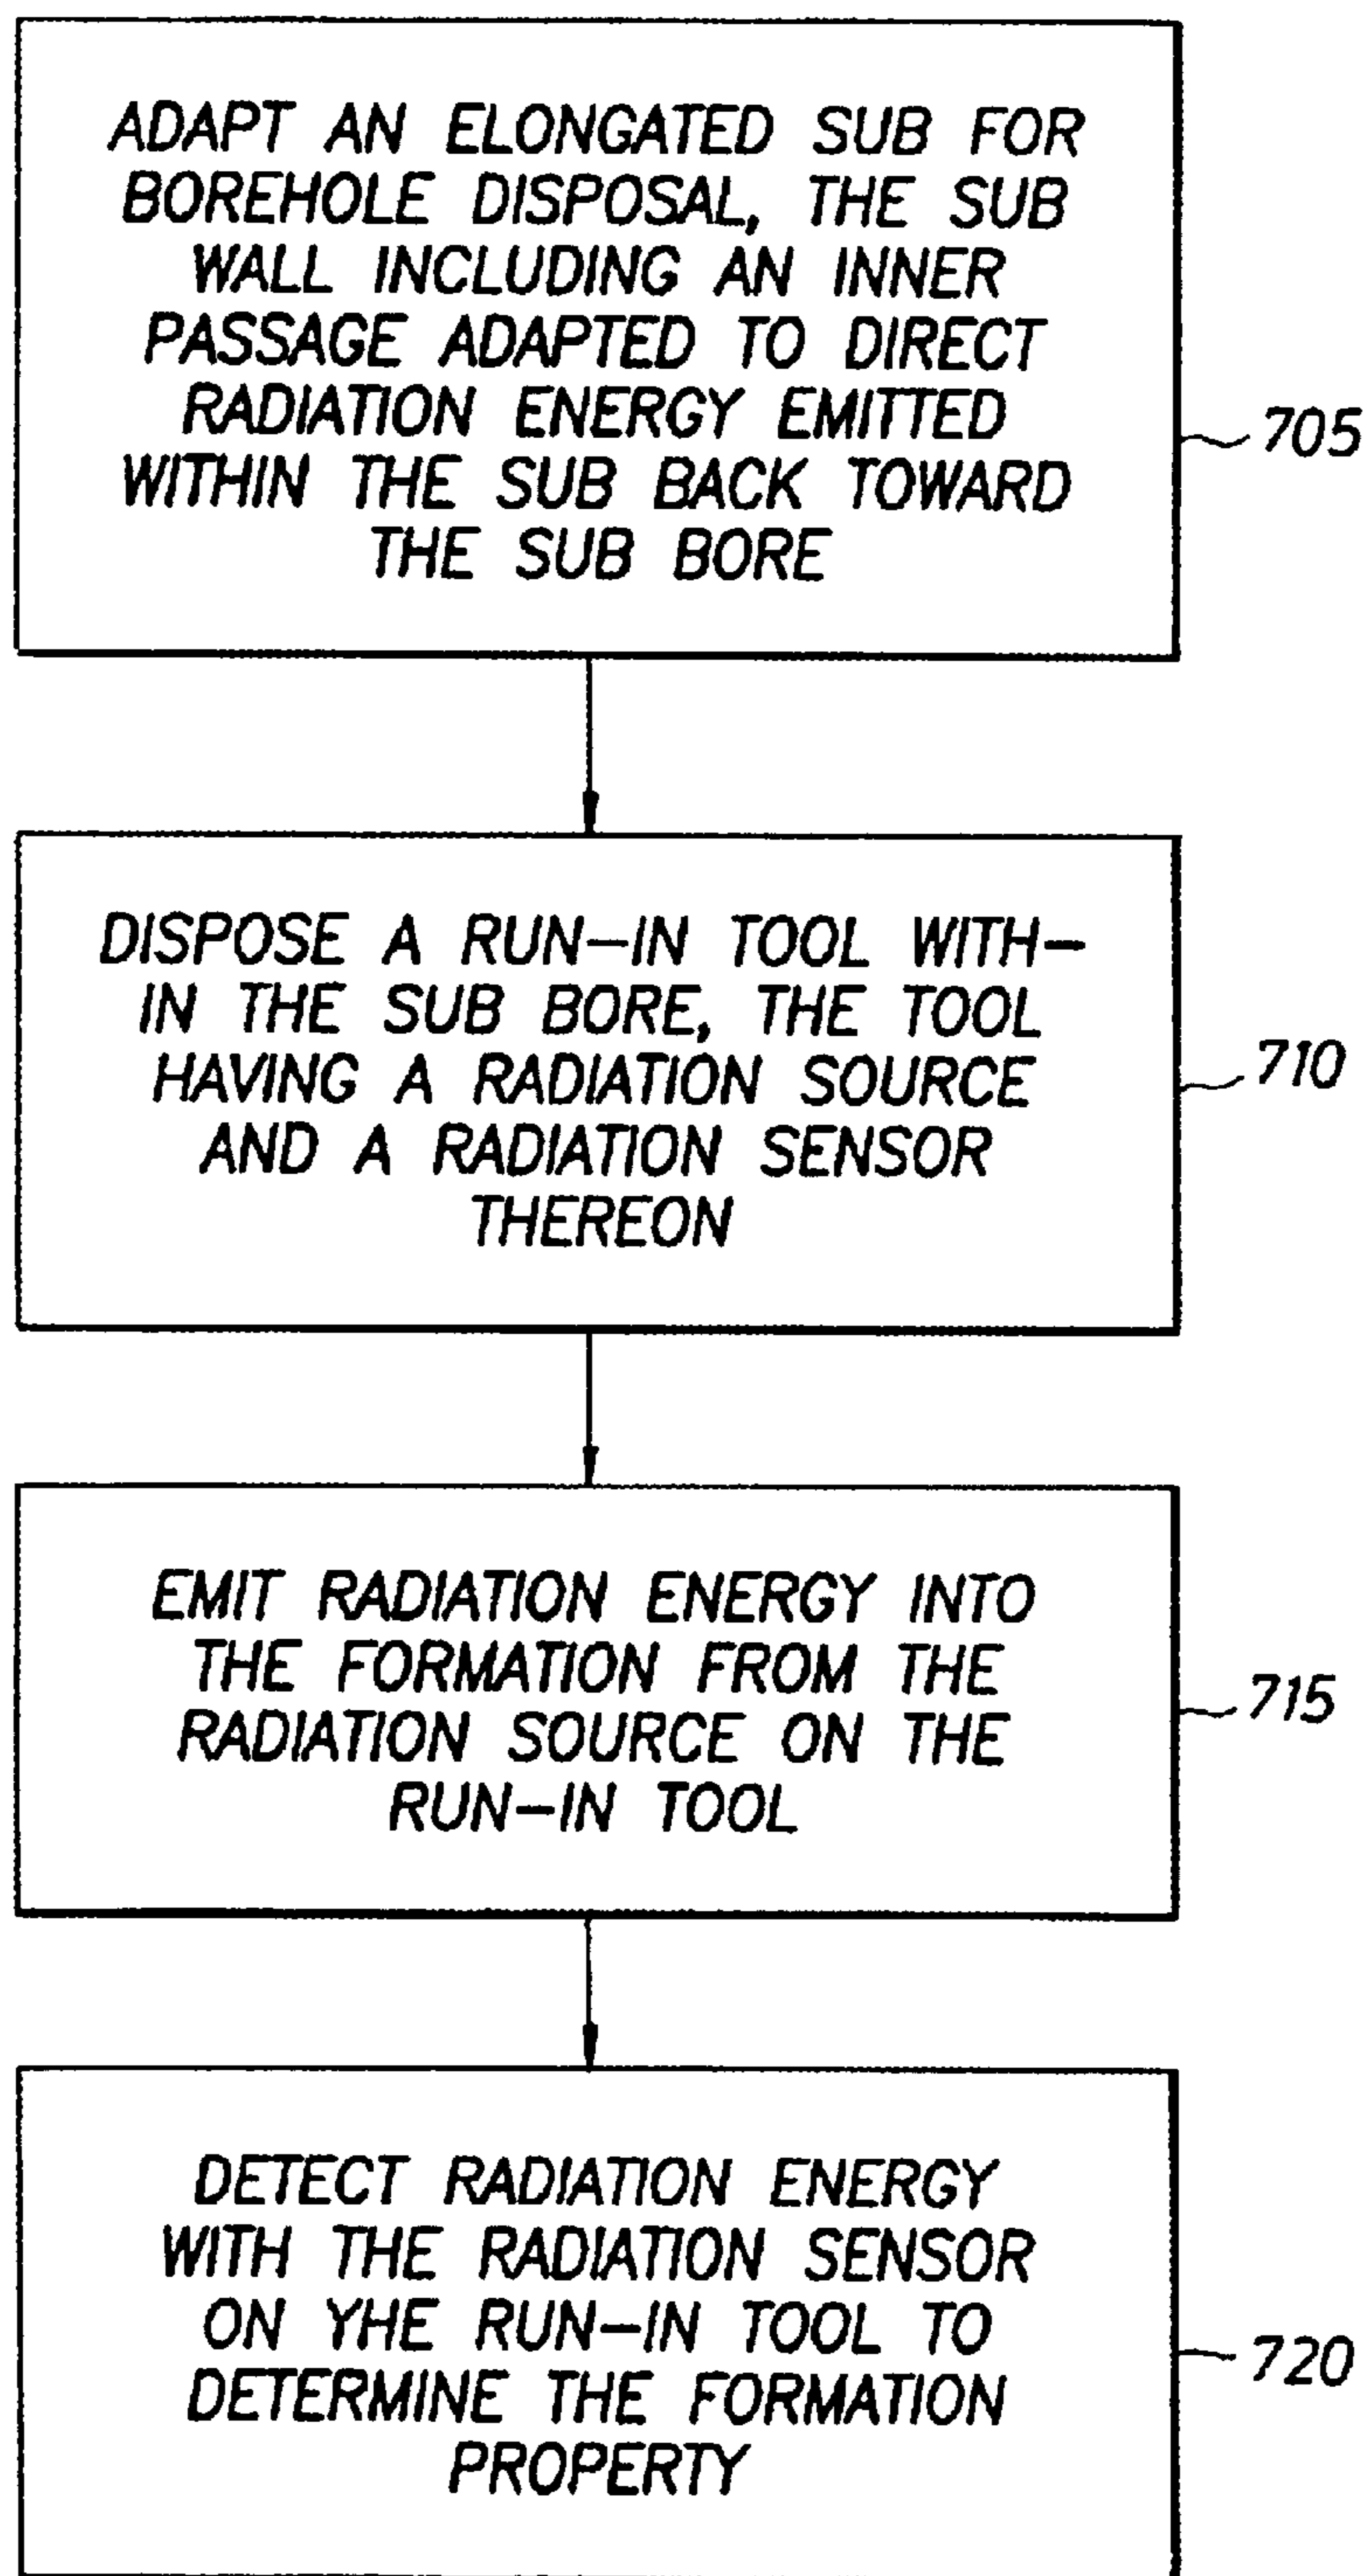 ADAPT AN ELONGATED SUB FOR
BOREHOLE DISPOSAL, THE SUB
WALL INCLUDING AN INNER
PASSAGE ADAPTED TO DIRECT
RADIATION ENERGY EMITTED
WITHIN THE SUB BACK TOWARD
THE SUB BORE
705
DISPOSE A RUN-IN TOOL WITH-
IN THE SUB BORE, THE TOOL
HAVING A RADIATION SOURCE
AND A RADIATION SENSOR
THEREON
710
EMIT RADIATION ENERGY INTO
THE FORMATION FROM THE
RADIATION SOURCE ON THE
RUN-IN TOOL
715
DETECT RADIATION ENERGY
WITH THE RADIATION SENSOR
ON YHE RUN-IN TOOL TO
DETERMINE THE FORMATION
PROPERTY
720